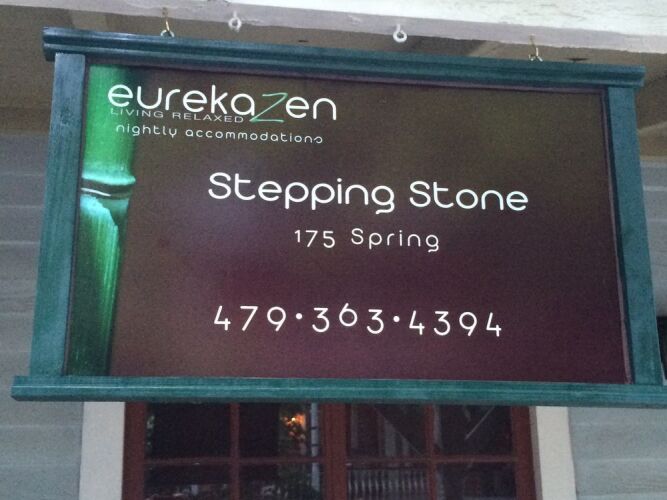 eurekaZen
LIVING RELAXED
nightly accommodations
Stepping Stone
175 Spring
479•363•4394